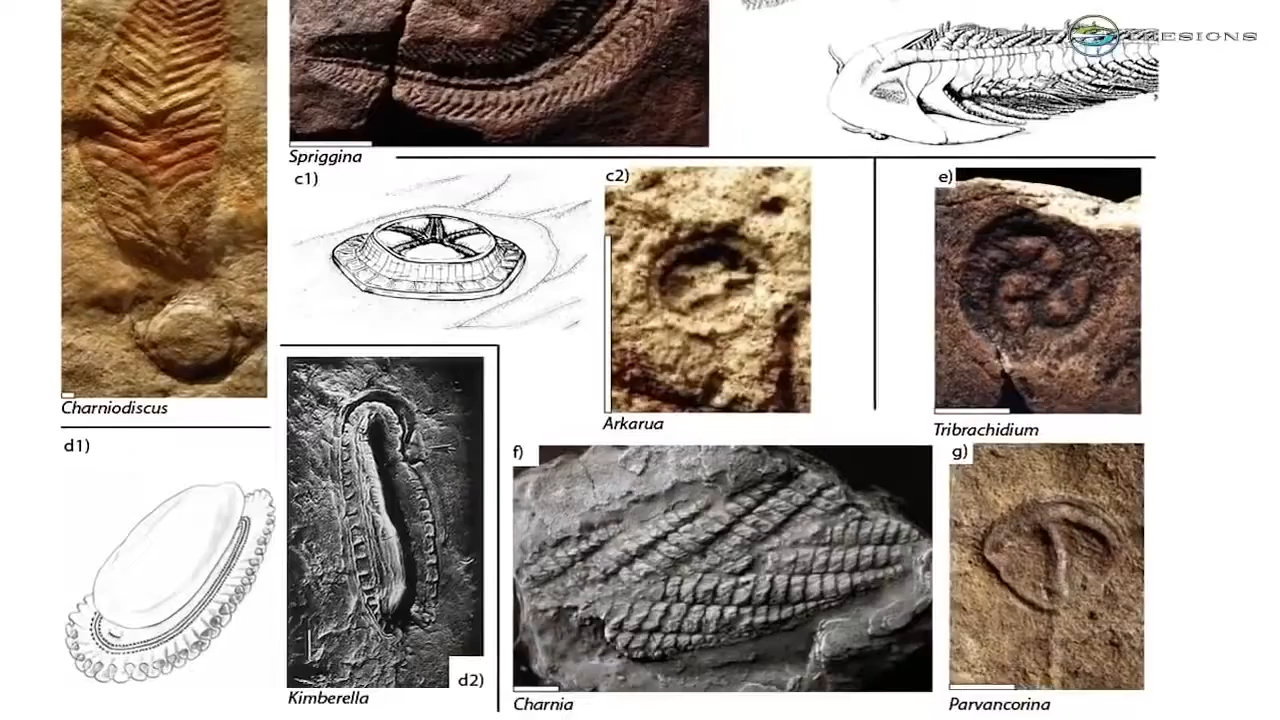 Spriggina
c1)
c2)
e)
Charniodiscus
Arkarua
Tribrachidium
d1)
f)
g)
d2)
Kimberella
Charnia
Parvancorina